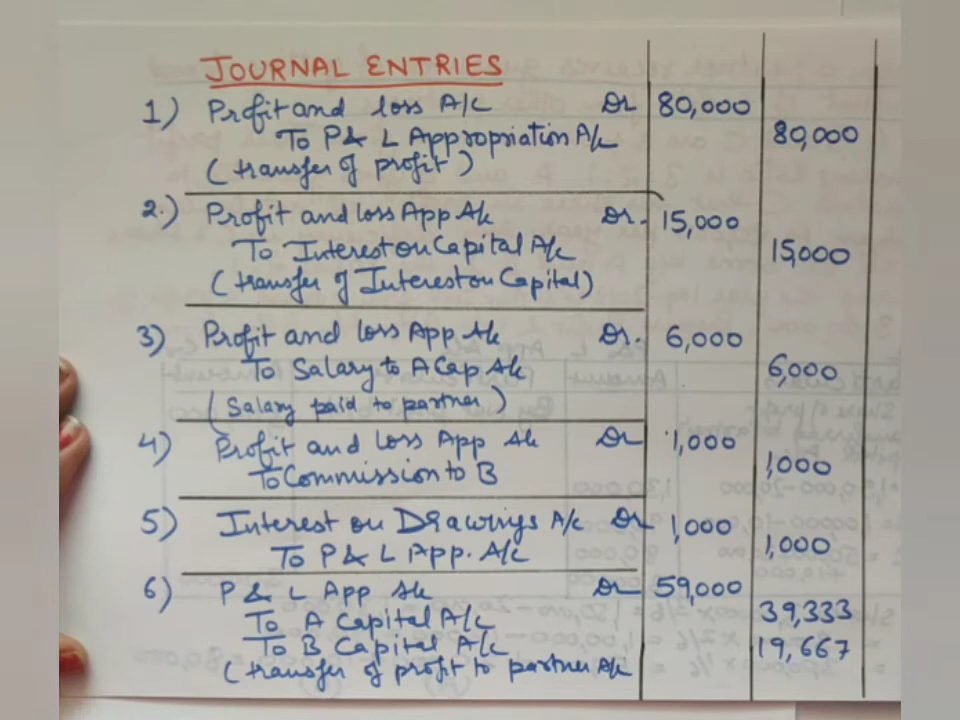 JOURNAL ENTRIES
1) Profit and loss A/c Dr 80,000
To P & L Appropriation A/c 80,000
(transfer of profit)
2.) Profit and loss App A/c Dr. 15,000
To Interest on Capital A/c 15,000
(transfer of Interest on Capital)
3) Profit and loss App A/c Dr. 6,000
To Salary to A Cap A/c 6,000
(Salary paid to partner)
4) Profit and loss App A/c Dr 1,000
To Commission to B 1,000
5) Interest on Drawings A/c Dr 1,000
To P & L App. A/c 1,000
6) P & L App A/c Dr 59,000
To A Capital A/c 39,333
To B Capital A/c 19,667
(transfer of profit to partner A/c